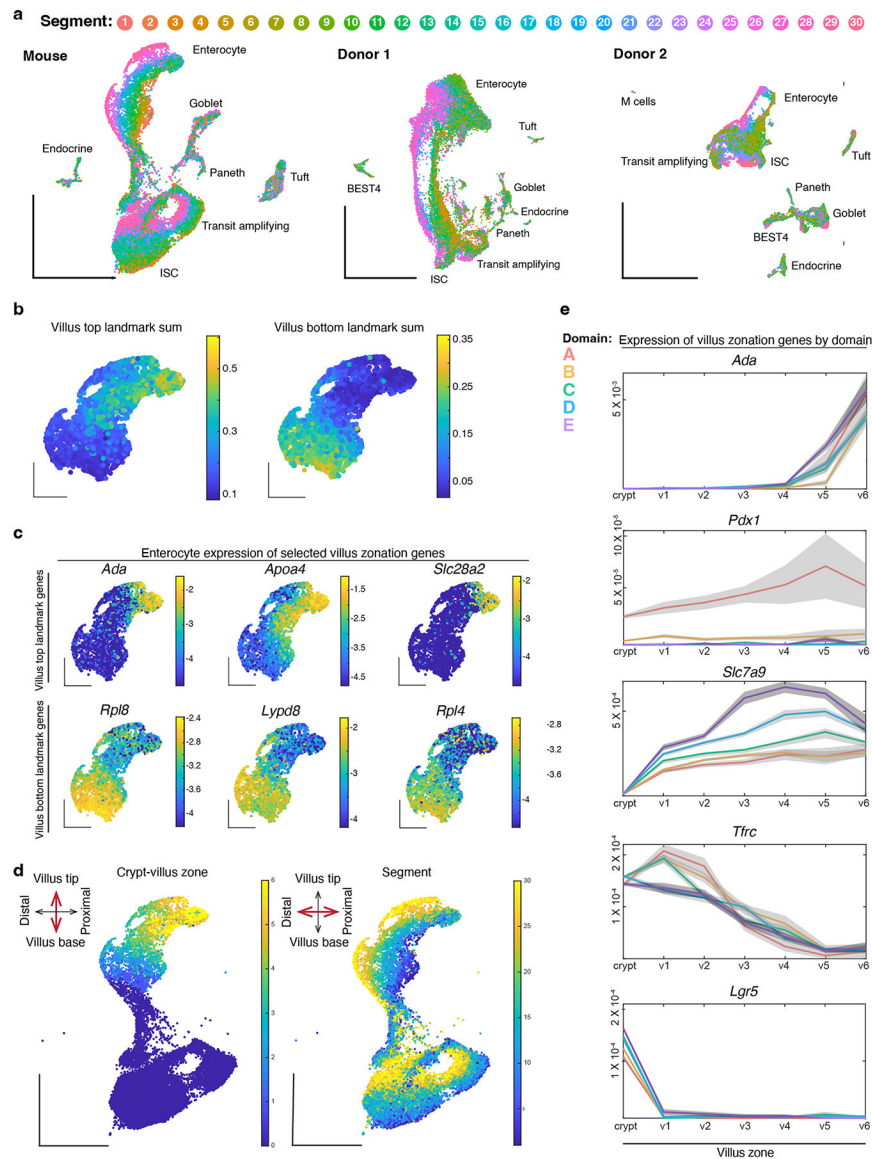 a
Segment: 1 2 3 4 5 6 7 8 9 10 11 12 13 14 15 16 17 18 19 20 21 22 23 24 25 26 27 28 29 30
Mouse
Enterocyte
Goblet
Endocrine
Paneth
Tuft
Transit amplifying
ISC
Donor 1
Enterocyte
Tuft
BEST4
Goblet
Endocrine
Paneth
Transit amplifying
ISC
Donor 2
M cells
Enterocyte
Transit amplifying
ISC
Tuft
Paneth
Goblet
BEST4
Endocrine
b
Villus top landmark sum
0.5
0.3
0.1
Villus bottom landmark sum
0.35
0.25
0.15
0.05
c
Enterocyte expression of selected villus zonation genes
Villus top landmark genes
Ada
-2
-3
-4
Apoa4
-1.5
-2.5
-3.5
-4.5
Slc28a2
-2
-3
-4
Villus bottom landmark genes
Rpl8
-2.4
-2.8
-3.2
-3.6
-4
Lypd8
-2
-3
-4
Rpl4
-2.8
-3.2
-3.6
-4
d
Villus tip
Distal
Proximal
Villus base
Crypt-villus zone
6
5
4
3
2
1
0
Villus tip
Distal
Proximal
Villus base
Segment
30
25
20
15
10
5
e
Domain:
A
B
C
D
E
Expression of villus zonation genes by domain
Ada
5 X 10-3
crypt v1 v2 v3 v4 v5 v6
Pdx1
10 X 10-5
5 X 10-5
crypt v1 v2 v3 v4 v5 v6
Slc7a9
5 X 10-4
crypt v1 v2 v3 v4 v5 v6
Tfrc
2 X 10-4
1 X 10-4
crypt v1 v2 v3 v4 v5 v6
Lgr5
2 X 10-4
1 X 10-4
crypt v1 v2 v3 v4 v5 v6
Villus zone